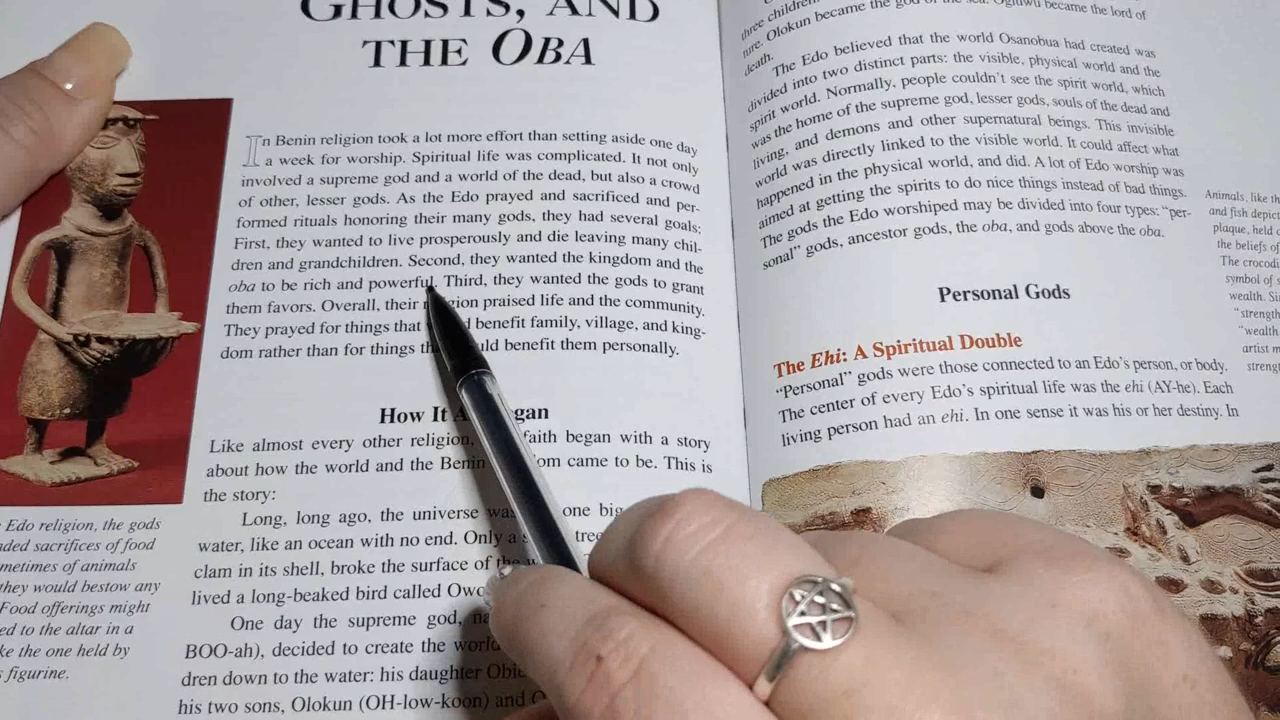 GHOSTS, AND
THE OBA
In Benin religion took a lot more effort than setting aside one day
a week for worship. Spiritual life was complicated. It not only
involved a supreme god and a world of the dead, but also a crowd
of other, lesser gods. As the Edo prayed and sacrificed and per-
formed rituals honoring their many gods, they had several goals:
First, they wanted to live prosperously and die leaving many chil-
dren and grandchildren. Second, they wanted the kingdom and the
oba to be rich and powerful. Third, they wanted the gods to grant
them favors. Overall, their religion praised life and the community.
They prayed for things that benefit family, village, and king-
dom rather than for things benefit them personally.
How It
Like almost every other religion, faith began with a story
about how the world and the Benin came to be. This is
the story:
Long, long ago, the universe was one big
water, like an ocean with no end. Only a
clam in its shell, broke the surface of the
lived a long-beaked bird called
One day the supreme god,
BOO-ah), decided to create the world
dren down to the water: his daughter
his two sons, Olokun (OH-low-koon) and
Edo religion, the gods
sacrifices of food
of animals
they would bestow any
Food offerings might
to the altar in a
the one held by
figurine.
three children
ture. Olokun became the god of the sea. Ogiuwu became the lord of
death.
The Edo believed that the world Osanobua had created was
divided into two distinct parts: the visible, physical world and the
spirit world. Normally, people couldn't see the spirit world, which
was the home of the supreme god, lesser gods, souls of the dead and
living, and demons and other supernatural beings. This invisible
world was directly linked to the visible world. It could affect what
happened in the physical world, and did. A lot of Edo worship was
aimed at getting the spirits to do nice things instead of bad things.
The gods the Edo worshiped may be divided into four types: "per-
sonal" gods, ancestor gods, the oba, and gods above the oba.
Personal Gods
The Ehi: A Spiritual Double
"Personal" gods were those connected to an Edo's person, or body.
The center of every Edo's spiritual life was the ehi (AY-he). Each
living person had an ehi. In one sense it was his or her destiny. In
Animals, like
and fish
plaque, held
the beliefs of
The
symbol of
wealth.
"strength
"wealth
artist